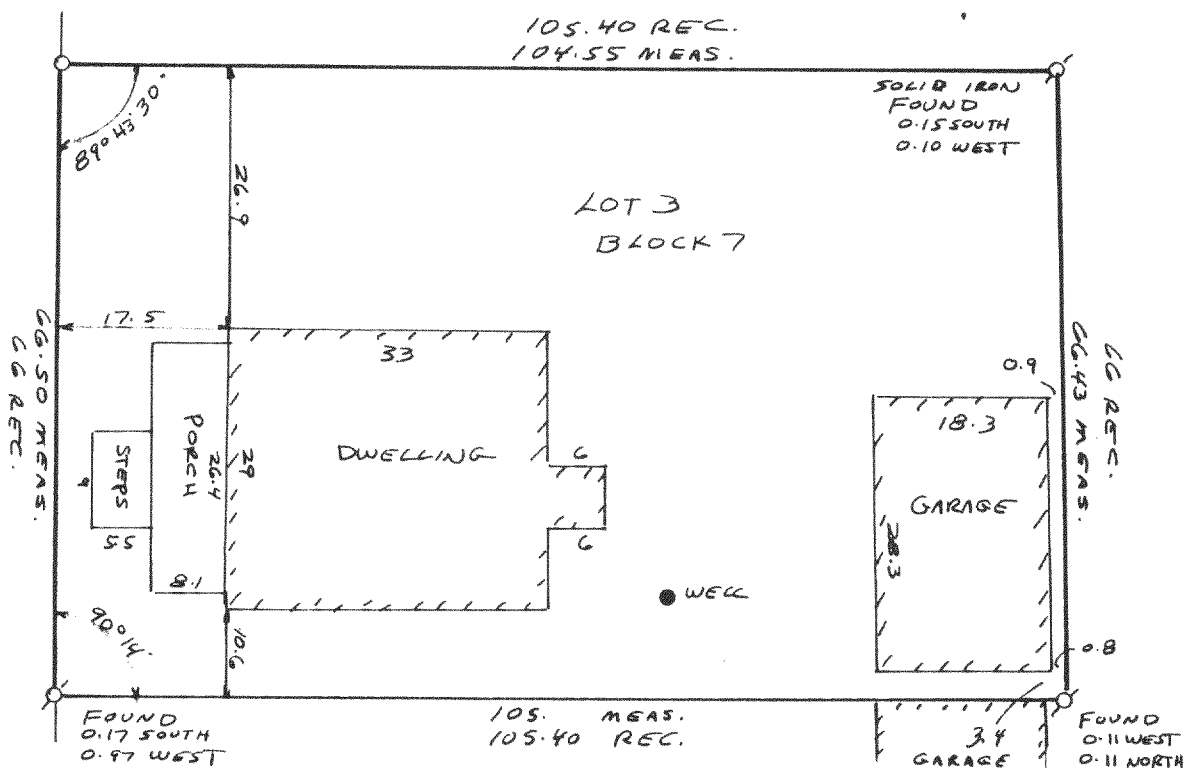 105.40 REC.
104.55 MEAS.
SOLID IRON
FOUND
0.15 SOUTH
0.10 WEST
89° 43' 30"
26.9
LOT 3
BLOCK 7
17.5
33
66.50 MEAS.
66 REC.
66 REC.
66.43 MEAS.
0.9
18.3
PORCH
26.4
29
DWELLING
6
STEPS
GARAGE
28.3
5.5
6
8.1
WELL
90° 14'
10.6
0.8
FOUND
0.17 SOUTH
0.97 WEST
105. MEAS.
105.40 REC.
3.4
GARAGE
FOUND
0.11 WEST
0.11 NORTH